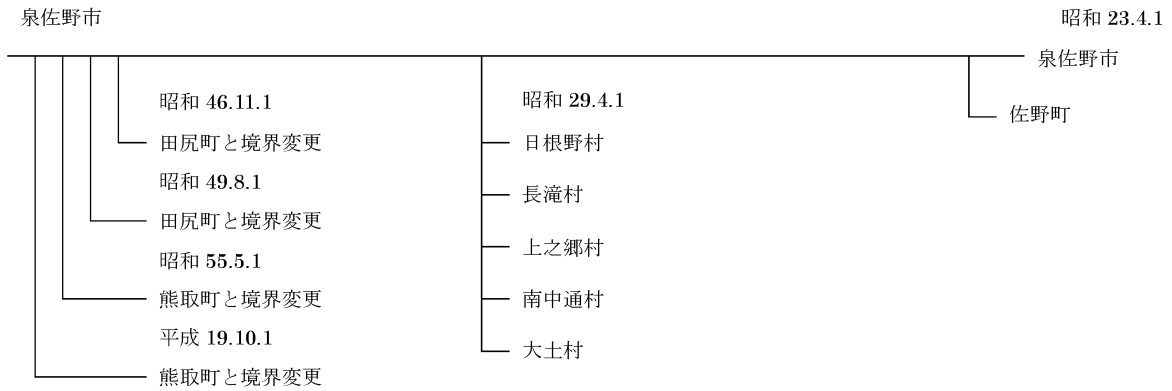 泉佐野市
昭和 23.4.1
泉佐野市
佐野町
昭和 29.4.1
日根野村
長滝村
上之郷村
南中通村
大土村
昭和 46.11.1
田尻町と境界変更
昭和 49.8.1
田尻町と境界変更
昭和 55.5.1
熊取町と境界変更
平成 19.10.1
熊取町と境界変更